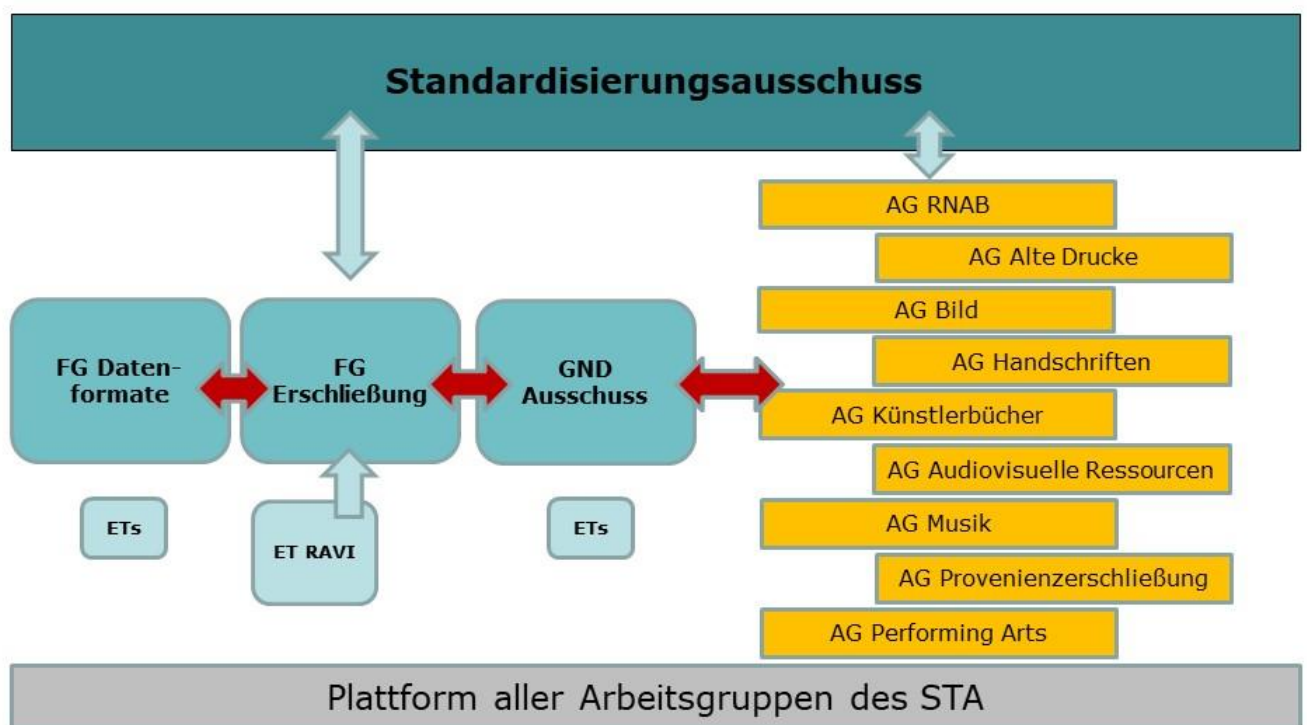 Standardisierungsausschuss
FG Daten-
formate
FG
Erschließung
GND
Ausschuss
ETs
ET RAVI
ETs
AG RNAB
AG Alte Drucke
AG Bild
AG Handschriften
AG Künstlerbücher
AG Audiovisuelle Ressourcen
AG Musik
AG Provenienzerschließung
AG Performing Arts
Plattform aller Arbeitsgruppen des STA